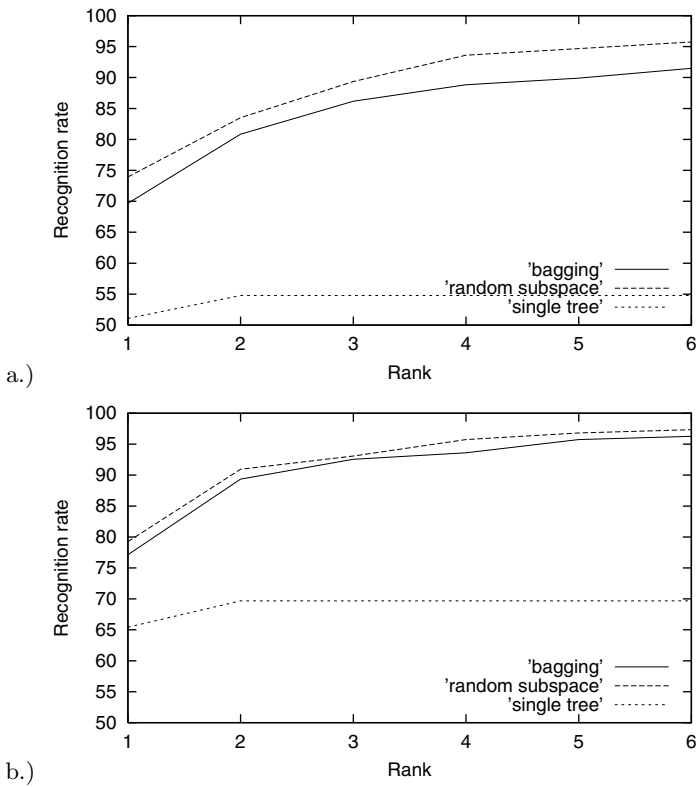 100
95
90
85
80
75
70
65
60
55
50
Recognition rate
'bagging'
'random subspace'
'single tree'
1 2 3 4 5 6
Rank
a.)
100
95
90
85
80
75
70
65
60
55
50
Recognition rate
'bagging'
'random subspace'
'single tree'
1 2 3 4 5 6
Rank
b.)